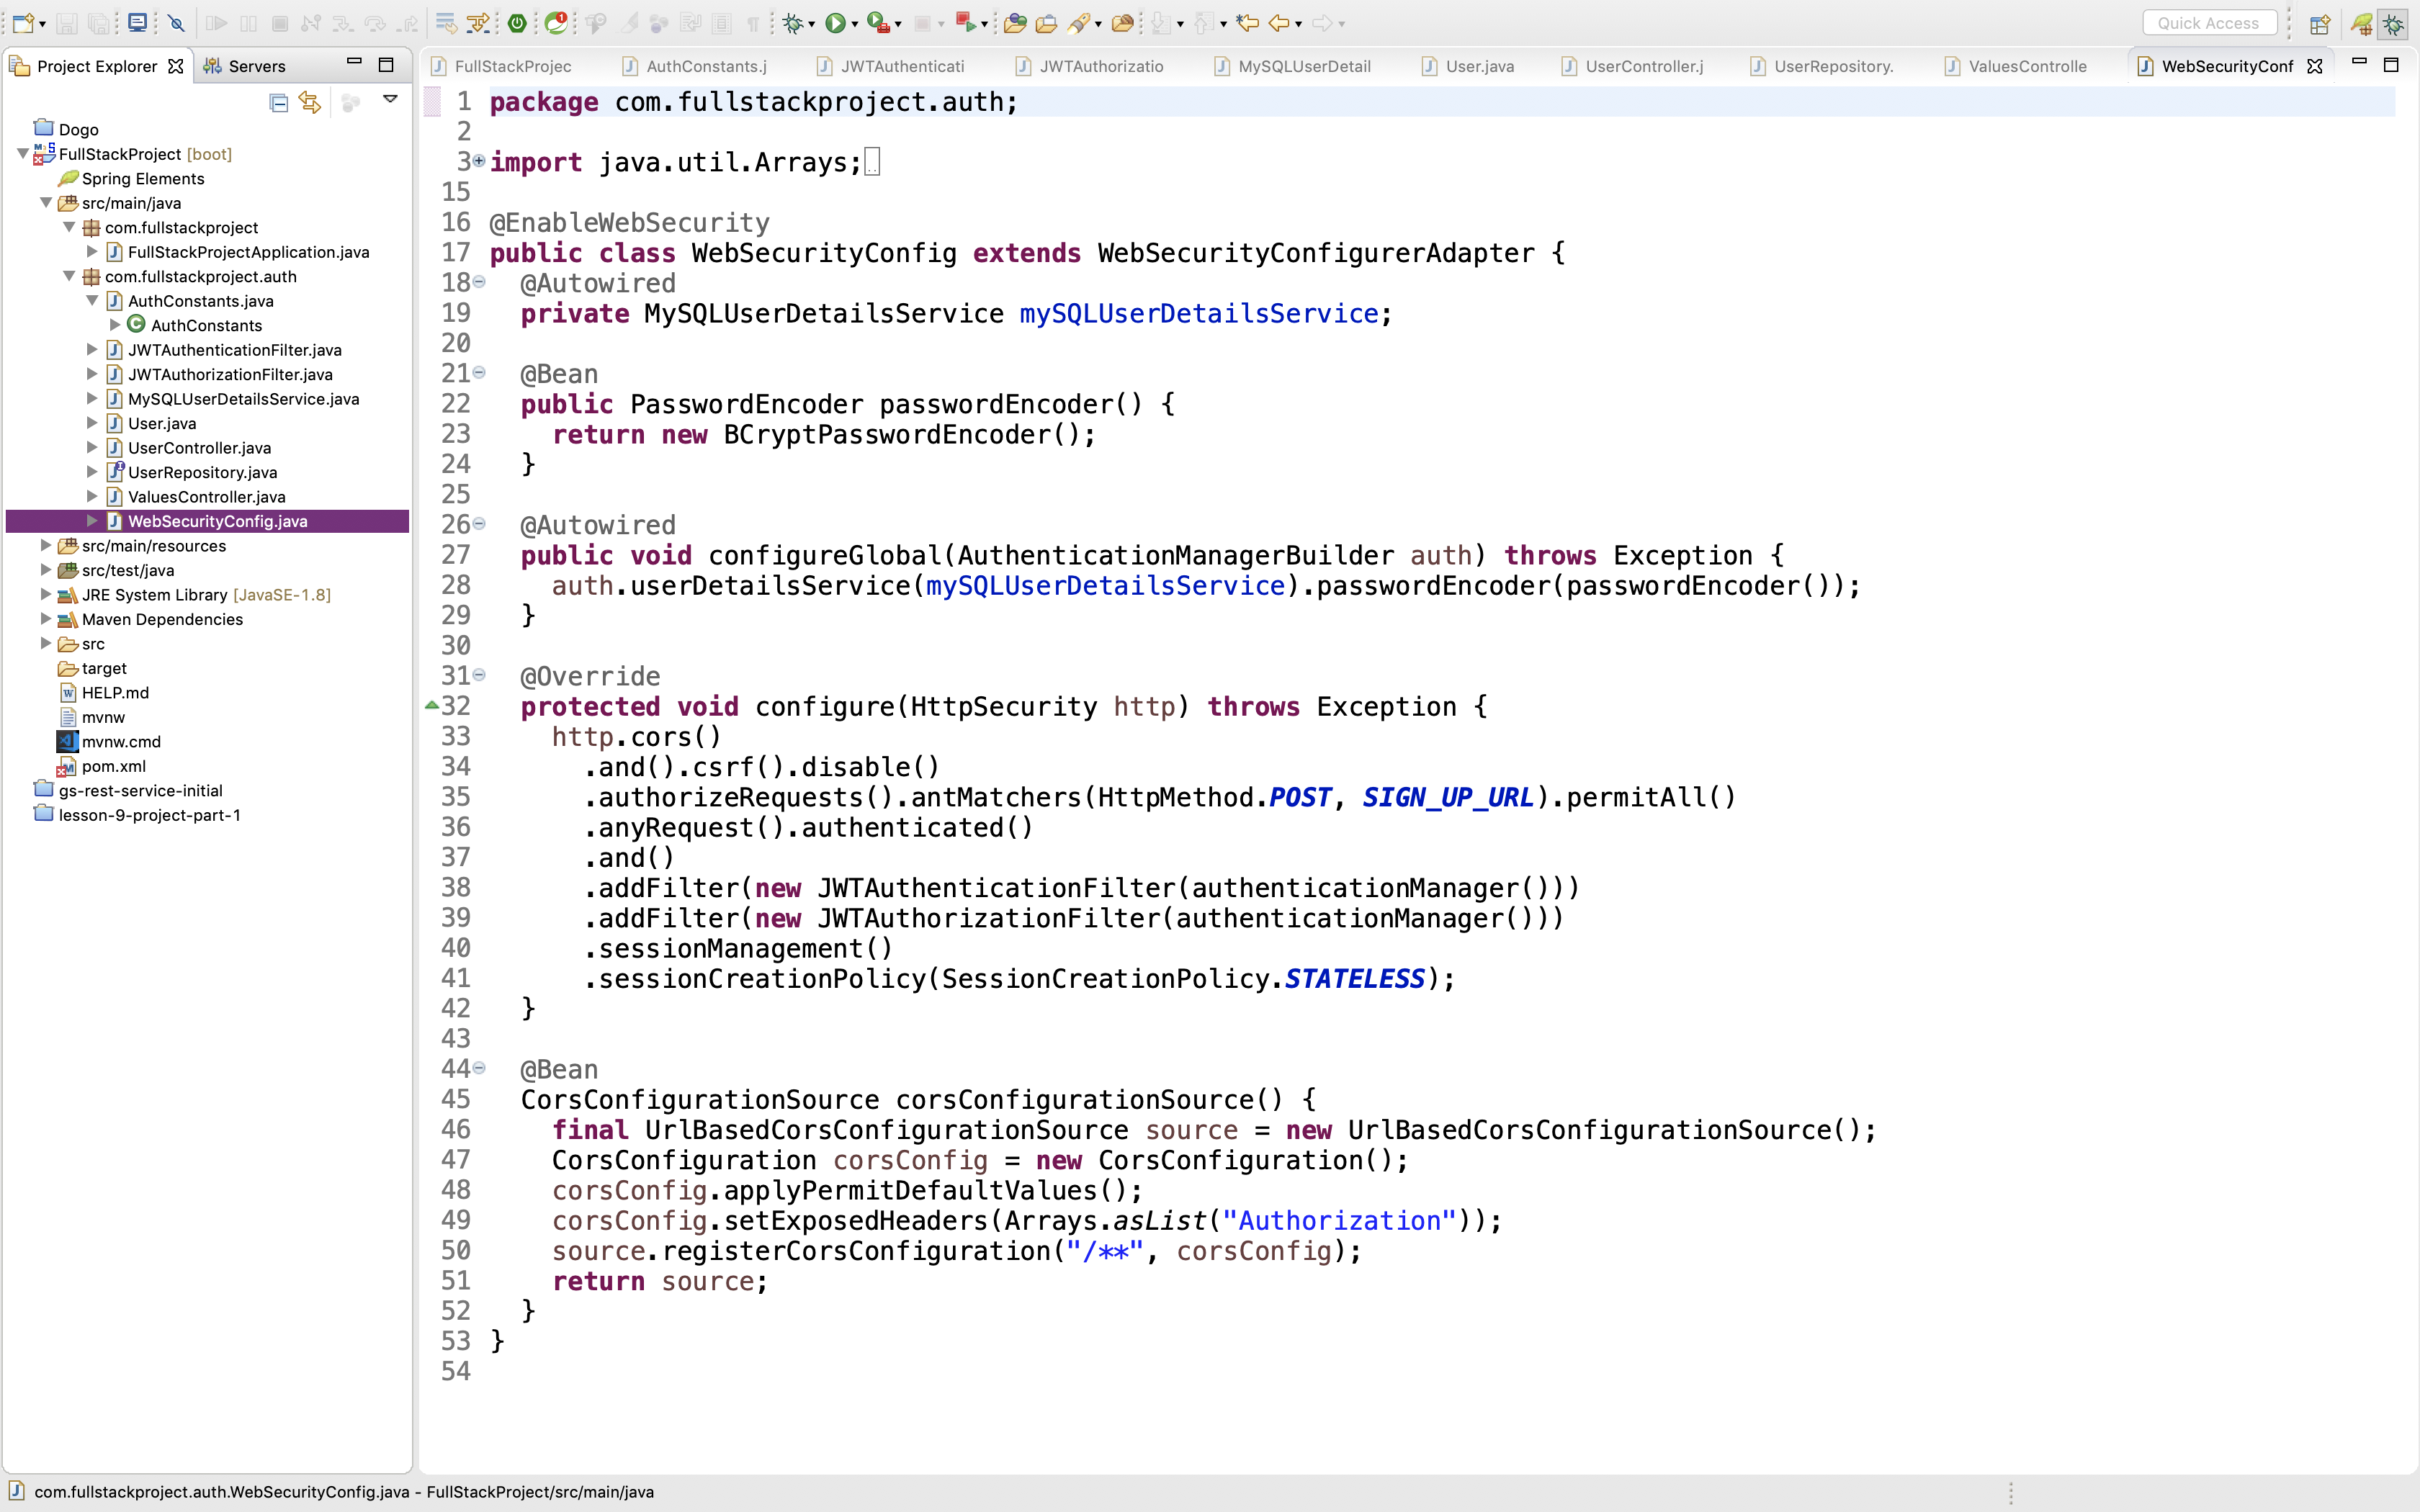 Quick Access
Project Explorer
Servers
FullStackProjec
AuthConstants.j
JWTAuthenticati
JWTAuthorizatio
MySQLUserDetail
User.java
UserController.j
UserRepository.
ValuesControlle
WebSecurityConf
Dogo
FullStackProject [boot]
Spring Elements
src/main/java
com.fullstackproject
FullStackProjectApplication.java
com.fullstackproject.auth
AuthConstants.java
AuthConstants
JWTAuthenticationFilter.java
JWTAuthorizationFilter.java
MySQLUserDetailsService.java
User.java
UserController.java
UserRepository.java
ValuesController.java
WebSecurityConfig.java
src/main/resources
src/test/java
JRE System Library [JavaSE-1.8]
Maven Dependencies
src
target
HELP.md
mvnw
mvnw.cmd
pom.xml
gs-rest-service-initial
lesson-9-project-part-1
1 package com.fullstackproject.auth;
2
3 import java.util.Arrays;
15
16 @EnableWebSecurity
17 public class WebSecurityConfig extends WebSecurityConfigurerAdapter {
18 @Autowired
19 private MySQLUserDetailsService mySQLUserDetailsService;
20
21 @Bean
22 public PasswordEncoder passwordEncoder() {
23 return new BCryptPasswordEncoder();
24 }
25
26 @Autowired
27 public void configureGlobal(AuthenticationManagerBuilder auth) throws Exception {
28 auth.userDetailsService(mySQLUserDetailsService).passwordEncoder(passwordEncoder());
29 }
30
31 @Override
32 protected void configure(HttpSecurity http) throws Exception {
33 http.cors()
34 .and().csrf().disable()
35 .authorizeRequests().antMatchers(HttpMethod.POST, SIGN_UP_URL).permitAll()
36 .anyRequest().authenticated()
37 .and()
38 .addFilter(new JWTAuthenticationFilter(authenticationManager()))
39 .addFilter(new JWTAuthorizationFilter(authenticationManager()))
40 .sessionManagement()
41 .sessionCreationPolicy(SessionCreationPolicy.STATELESS);
42 }
43
44 @Bean
45 CorsConfigurationSource corsConfigurationSource() {
46 final UrlBasedCorsConfigurationSource source = new UrlBasedCorsConfigurationSource();
47 CorsConfiguration corsConfig = new CorsConfiguration();
48 corsConfig.applyPermitDefaultValues();
49 corsConfig.setExposedHeaders(Arrays.asList("Authorization"));
50 source.registerCorsConfiguration("/**", corsConfig);
51 return source;
52 }
53 }
54
com.fullstackproject.auth.WebSecurityConfig.java - FullStackProject/src/main/java